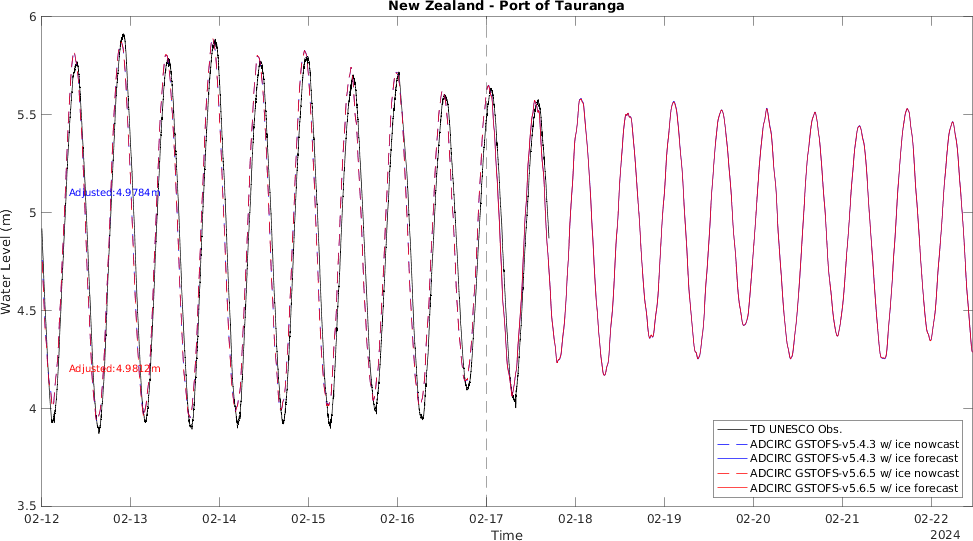 New Zealand - Port of Tauranga
6
5.5
5
4.5
4
3.5
Water Level (m)
Adjusted:4.9784m
Adjusted:4.9812m
TD UNESCO Obs.
ADCIRC GSTOFS-v5.4.3 w/ ice nowcast
ADCIRC GSTOFS-v5.4.3 w/ ice forecast
ADCIRC GSTOFS-v5.6.5 w/ ice nowcast
ADCIRC GSTOFS-v5.6.5 w/ ice forecast
02-12 02-13 02-14 02-15 02-16 02-17 02-18 02-19 02-20 02-21 02-22
Time
2024